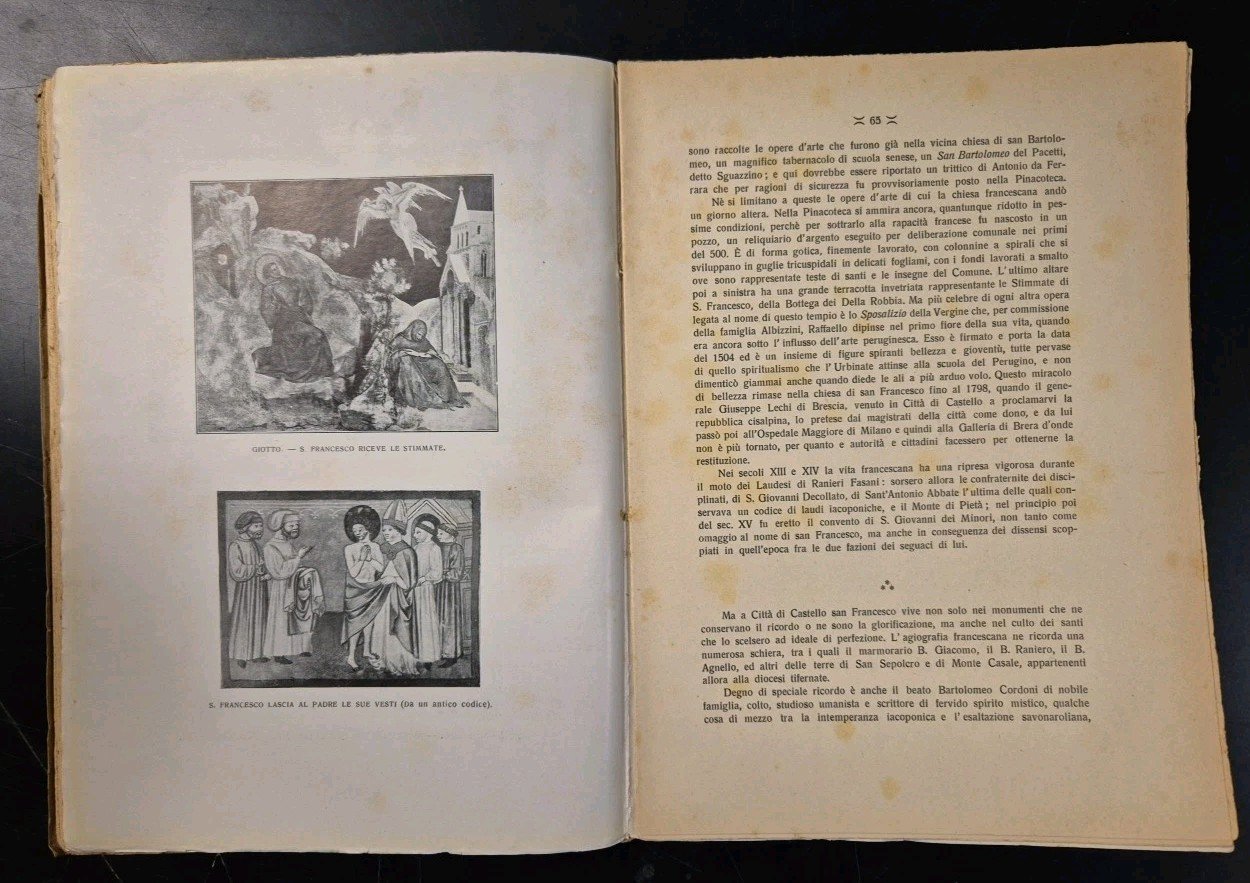 GIOTTO. — S. FRANCESCO RICEVE LE STIMMATE.
S. FRANCESCO LASCIA AL PADRE LE SUE VESTI (Da un antico codice).
65
sono raccolte le opere d'arte che furono già nella vicina chiesa di san Bartolo-
meo, un magnifico tabernacolo di scuola senese, un San Bartolomeo del Pacetti,
detto Sguazzino; e qui dovrebbe essere riportato un trittico di Antonio da Fer-
rara che per ragioni di sicurezza fu provvisoriamente posto nella Pinacoteca.
Nè si limitano a queste le opere d'arte di cui la chiesa francescana andò
un giorno altera. Nella Pinacoteca si ammira ancora, quantunque ridotto in pes-
sime condizioni, perchè per sottrarlo alla rapacità francese fu nascosto in un
pozzo, un reliquiario d'argento eseguito per deliberazione comunale nei primi
del 500. È di forma gotica, finemente lavorato, con colonnine a spirali che si
sviluppano in guglie tricuspidali in delicati fogliami, con i fondi lavorati a smalto
ove sono rappresentate teste di santi e le insegne del Comune. L'ultimo altare
poi a sinistra ha una grande terracotta invetriata rappresentante le Stimmate di
S. Francesco, della Bottega dei Della Robbia. Ma più celebre di ogni altra opera
legata al nome di questo tempio è lo Sposalizio della Vergine che, per commissione
della famiglia Albizzini, Raffaello dipinse nel primo fiore della sua vita, quando
era ancora sotto l'influsso dell'arte peruginesca. Esso è firmato e porta la data
del 1504 ed è un insieme di figure spiranti bellezza e gioventù, tutte pervase
di quello spiritualismo che l'Urbinate attinse alla scuola del Perugino, e non
dimenticò giammai anche quando diede le ali a più arduo volo. Questo miracolo
di bellezza rimase nella chiesa di san Francesco fino al 1798, quando il gene-
rale Giuseppe Lechi di Brescia, venuto in Città di Castello a proclamarvi la
repubblica cisalpina, lo pretese dai magistrati della città come dono, e da lui
passò poi all'Ospedale Maggiore di Milano e quindi alla Galleria di Brera d'onde
non è più tornato, per quanto e autorità e cittadini facessero per ottenerne la
restituzione.
Nei secoli XIII e XIV la vita francescana ha una ripresa vigorosa durante
il moto dei Laudesi di Ranieri Fasani: sorsero allora le confraternite dei disci-
plinati, di S. Giovanni Decollato, di Sant'Antonio Abbate l'ultima delle quali con-
servava un codice di laudi iacoponiche, e il Monte di Pietà; nel principio poi
del sec. XV fu eretto il convento di S. Giovanni dei Minori, non tanto come
omaggio al nome di san Francesco, ma anche in conseguenza dei dissensi scop-
piati in quell'epoca fra le due fazioni dei seguaci di lui.
Ma a Città di Castello san Francesco vive non solo nei monumenti che ne
conservano il ricordo o ne sono la glorificazione, ma anche nel culto dei santi
che lo scelsero ad ideale di perfezione. L'agiografia francescana ne ricorda una
numerosa schiera, tra i quali il marmorario B. Giacomo, il B. Raniero, il B.
Agnello, ed altri delle terre di San Sepolcro e di Monte Casale, appartenenti
allora alla diocesi tifernate.
Degno di speciale ricordo è anche il beato Bartolomeo Cordoni di nobile
famiglia, colto, studioso umanista e scrittore di fervido spirito mistico, qualche
cosa di mezzo tra la intemperanza iacoponica e l'esaltazione savonaroliana,